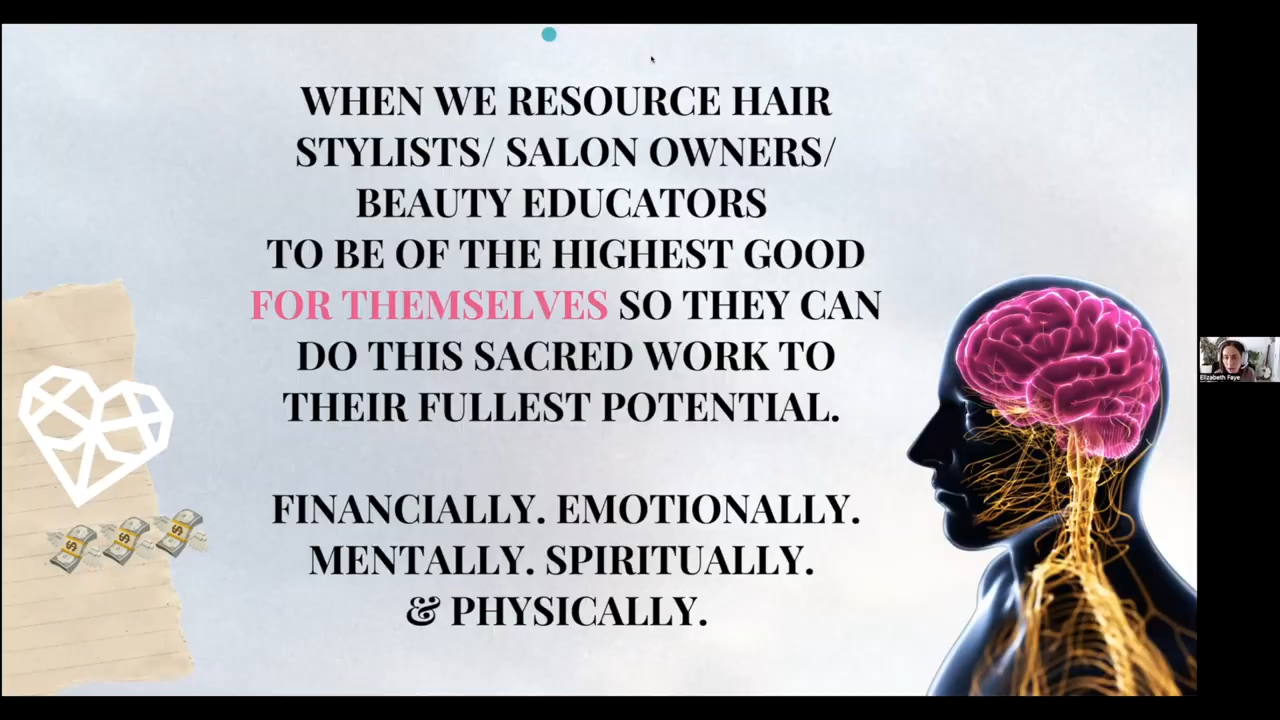 WHEN WE RESOURCE HAIR
STYLISTS/ SALON OWNERS/
BEAUTY EDUCATORS
TO BE OF THE HIGHEST GOOD
FOR THEMSELVES SO THEY CAN
DO THIS SACRED WORK TO
THEIR FULLEST POTENTIAL.
FINANCIALLY. EMOTIONALLY.
MENTALLY. SPIRITUALLY.
& PHYSICALLY.
Elizabeth Faye